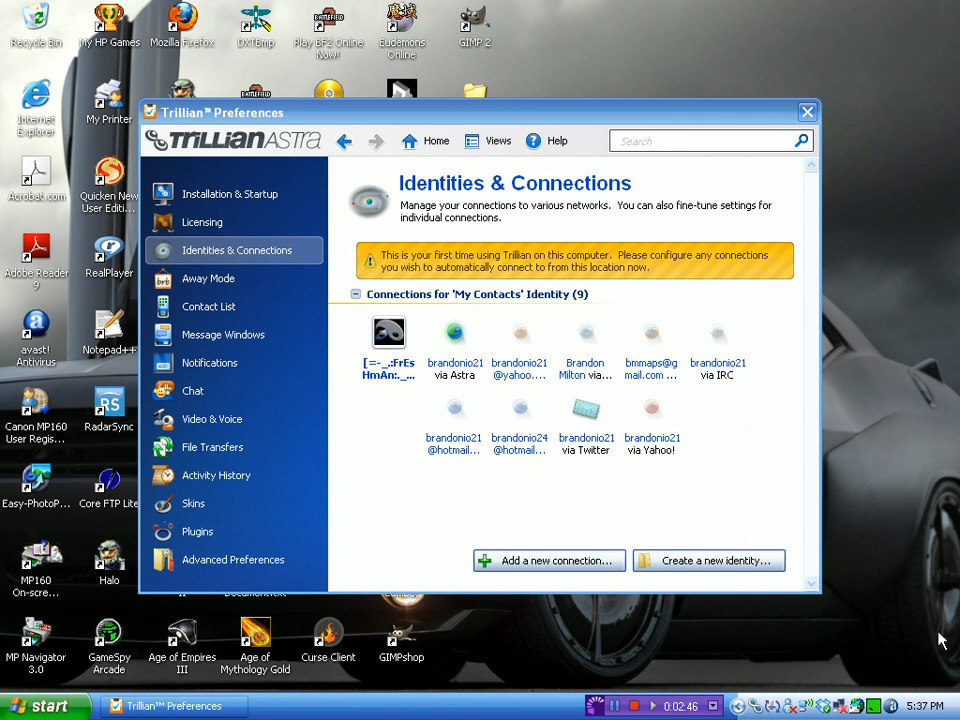 Recycle Bin
My HP Games
Mozilla Firefox
DXTEmp
Play BF2 Online
Now!
Eudemons
Online
GIMP 2
Internet
Explorer
My Printer
Acrobat.com
Quicken New
User Editi...
Adobe Reader
9
RealPlayer
avast!
Antivirus
Notepad++
Canon MP160
User Regis...
RadarSync
Easy-PhotoP...
Core FTP Lite
MP160
On-scre...
Halo
MP Navigator
3.0
GameSpy
Arcade
Age of Empires
III
Age of
Mythology Gold
Curse Client
GIMPshop
Trillian™ Preferences
TRILLIAN ASTRA
Home
Views
Help
Search
Installation & Startup
Licensing
Identities & Connections
Away Mode
Contact List
Message Windows
Notifications
Chat
Video & Voice
File Transfers
Activity History
Skins
Plugins
Advanced Preferences
Identities & Connections
Manage your connections to various networks. You can also fine-tune settings for
individual connections.
This is your first time using Trillian on this computer. Please configure any connections
you wish to automatically connect to from this location now.
Connections for 'My Contacts' Identity (9)
[=-_.:FrEs
HmAn:._...
brandonio21
via Astra
brandonio21
@yahoo....
Brandon
Milton via...
bmmaps@g
mail.com ...
brandonio21
via IRC
brandonio21
@hotmail...
brandonio24
@hotmail...
brandonio21
via Twitter
brandonio21
via Yahoo!
Add a new connection...
Create a new identity...
start
Trillian™ Preferences
0:02:46
5:37 PM